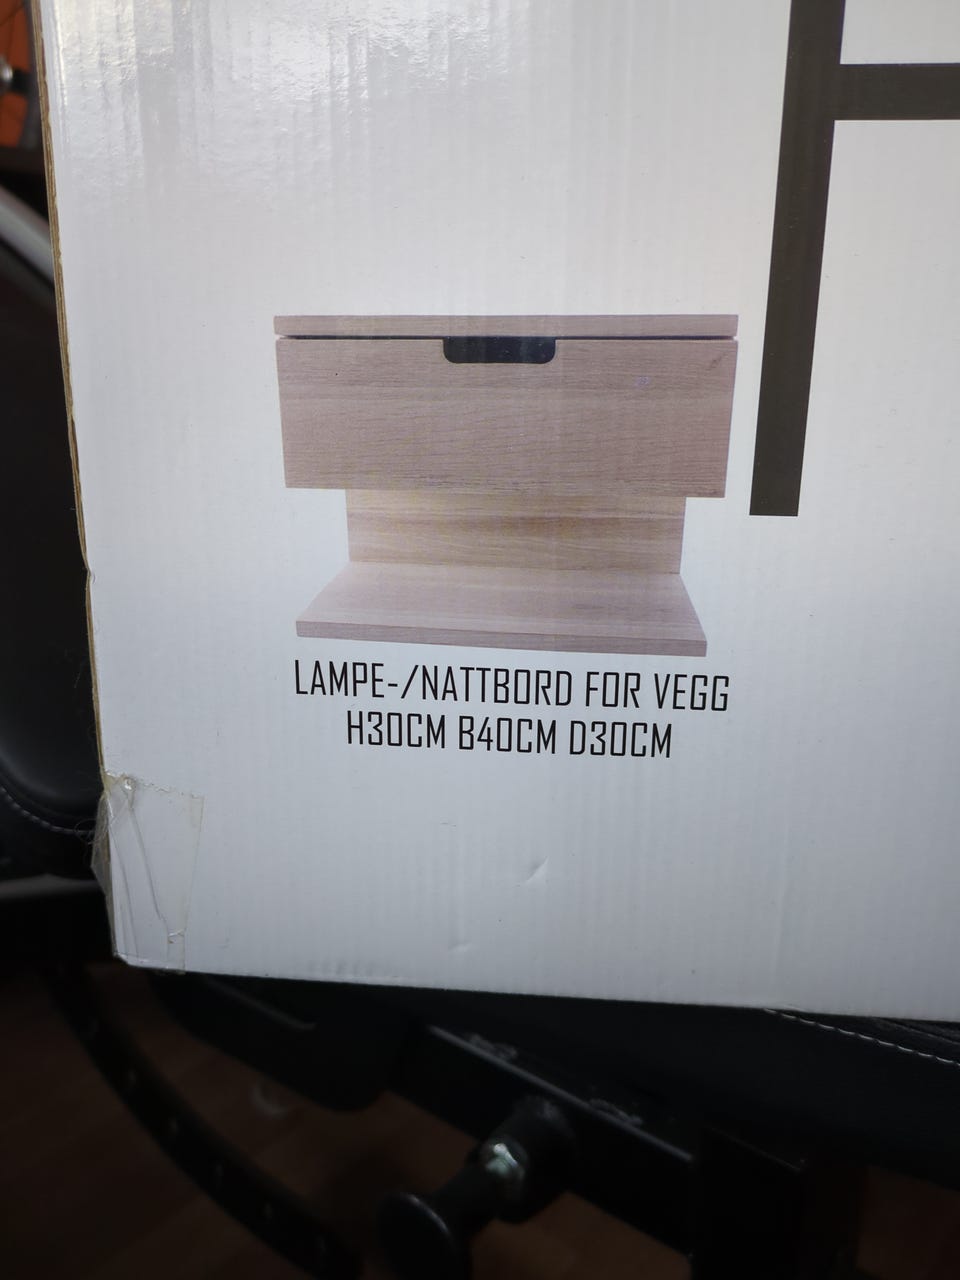 LAMPE-/NATTBORD FOR VEGG
H30CM B40CM D30CM